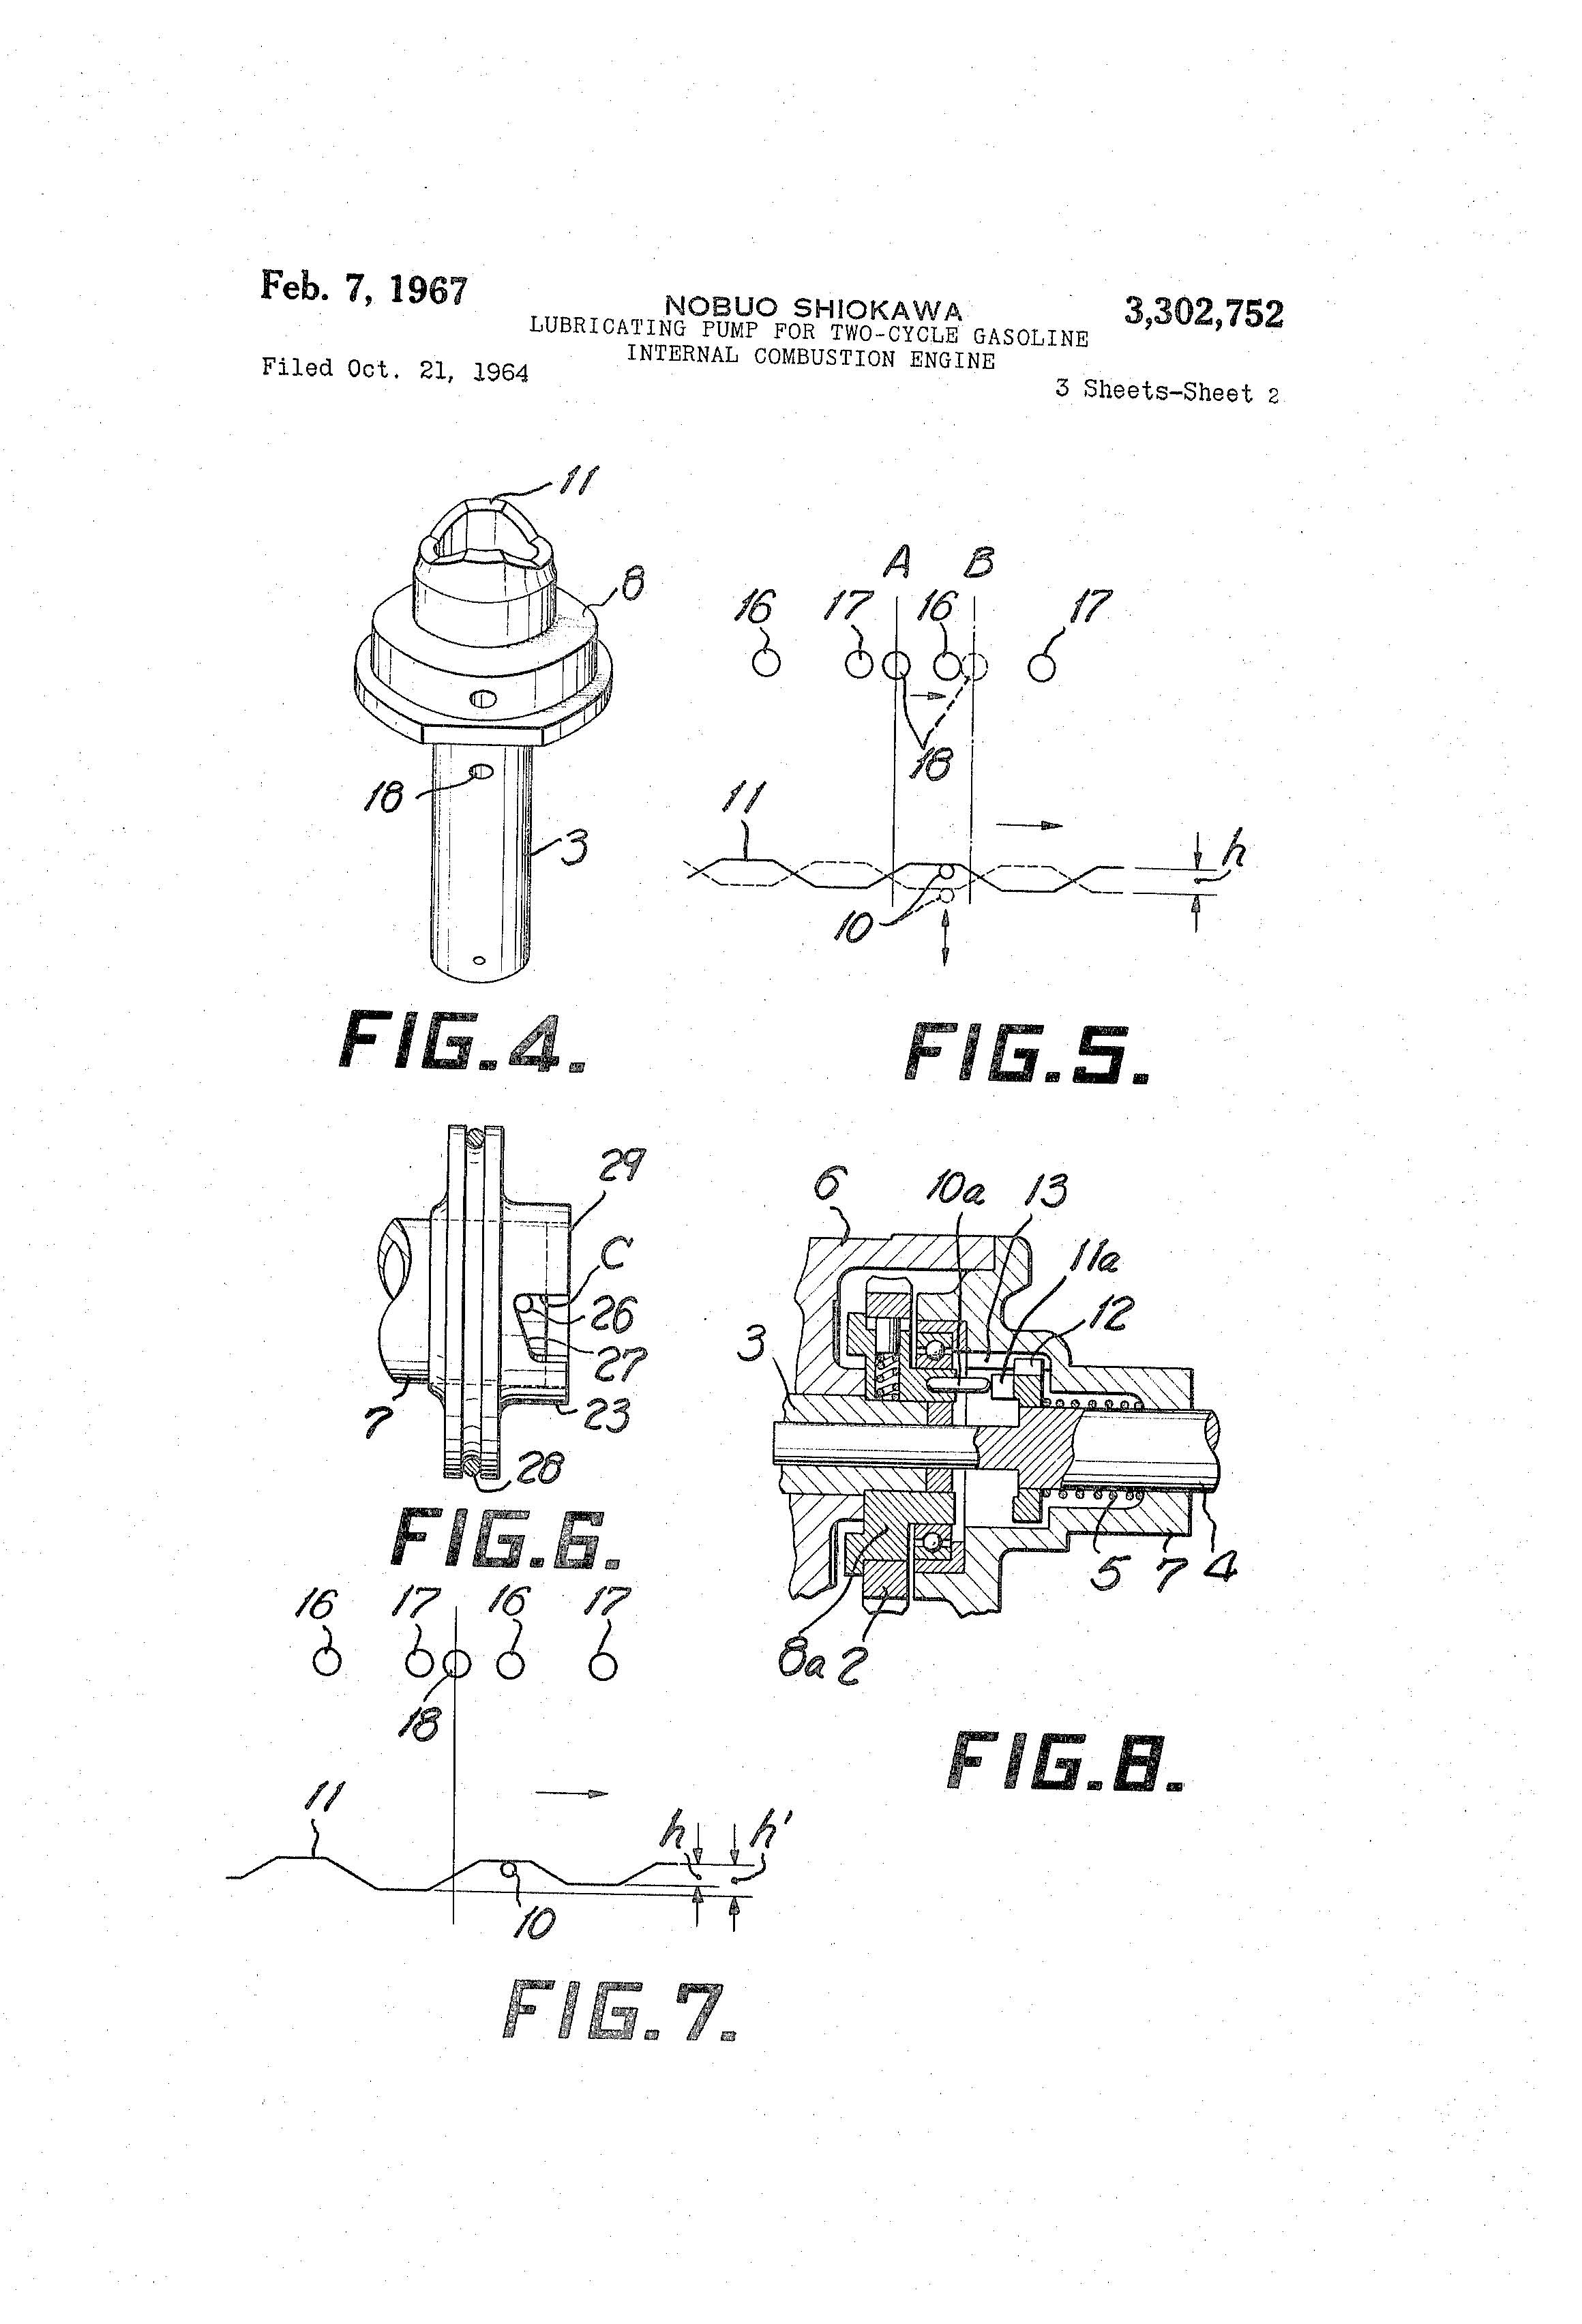 Feb. 7, 1967
NOBUO SHIOKAWA
3,302,752
LUBRICATING PUMP FOR TWO-CYCLE GASOLINE
INTERNAL COMBUSTION ENGINE
Filed Oct. 21, 1964
3 Sheets-Sheet 2
11
8
18
3
FIG.4.
A B
16 17 16 17
18
11
h
10
FIG.5.
29
C
26
27
7
23
28
FIG.6.
6 10a 13
11a
12
3
5 7 4
8a 2
FIG.8.
16 17 16 17
18
11
h h'
10
FIG.7.